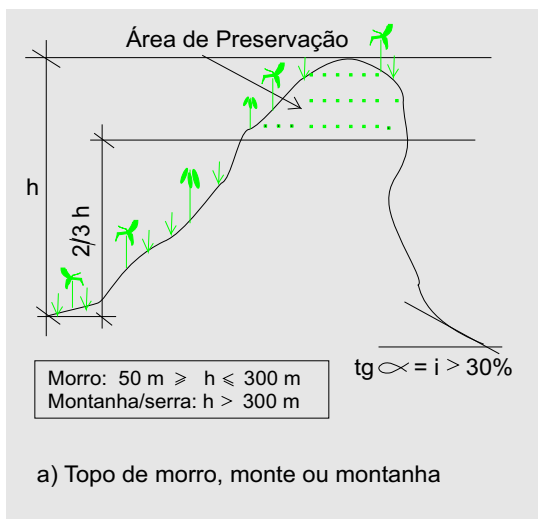 Área de Preservação
h
2/3 h
tg ∝ = i > 30%
Morro: 50 m ⩾ h ⩽ 300 m
Montanha/serra: h > 300 m
a) Topo de morro, monte ou montanha